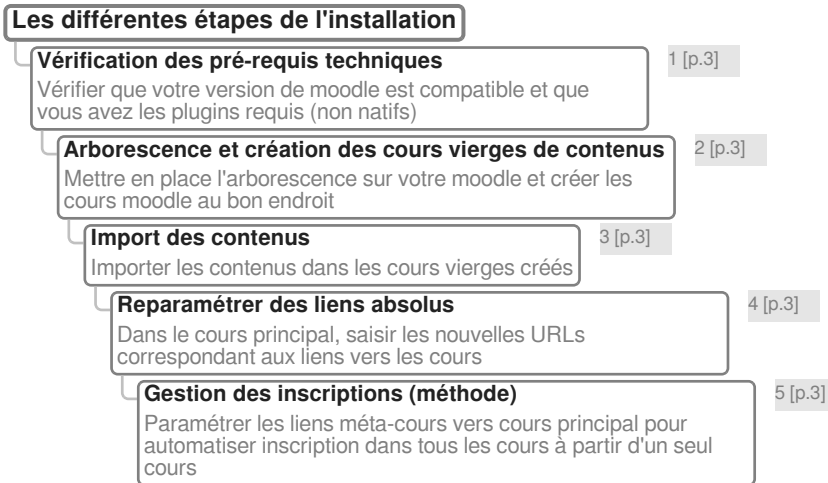 Les différentes étapes de l'installation
Vérification des pré-requis techniques 1 [p.3]
Vérifier que votre version de moodle est compatible et que
vous avez les plugins requis (non natifs)
Arborescence et création des cours vierges de contenus 2 [p.3]
Mettre en place l'arborescence sur votre moodle et créer les
cours moodle au bon endroit
Import des contenus 3 [p.3]
Importer les contenus dans les cours vierges créés
Reparamétrer des liens absolus 4 [p.3]
Dans le cours principal, saisir les nouvelles URLs
correspondant aux liens vers les cours
Gestion des inscriptions (méthode) 5 [p.3]
Paramétrer les liens méta-cours vers cours principal pour
automatiser inscription dans tous les cours à partir d'un seul
cours